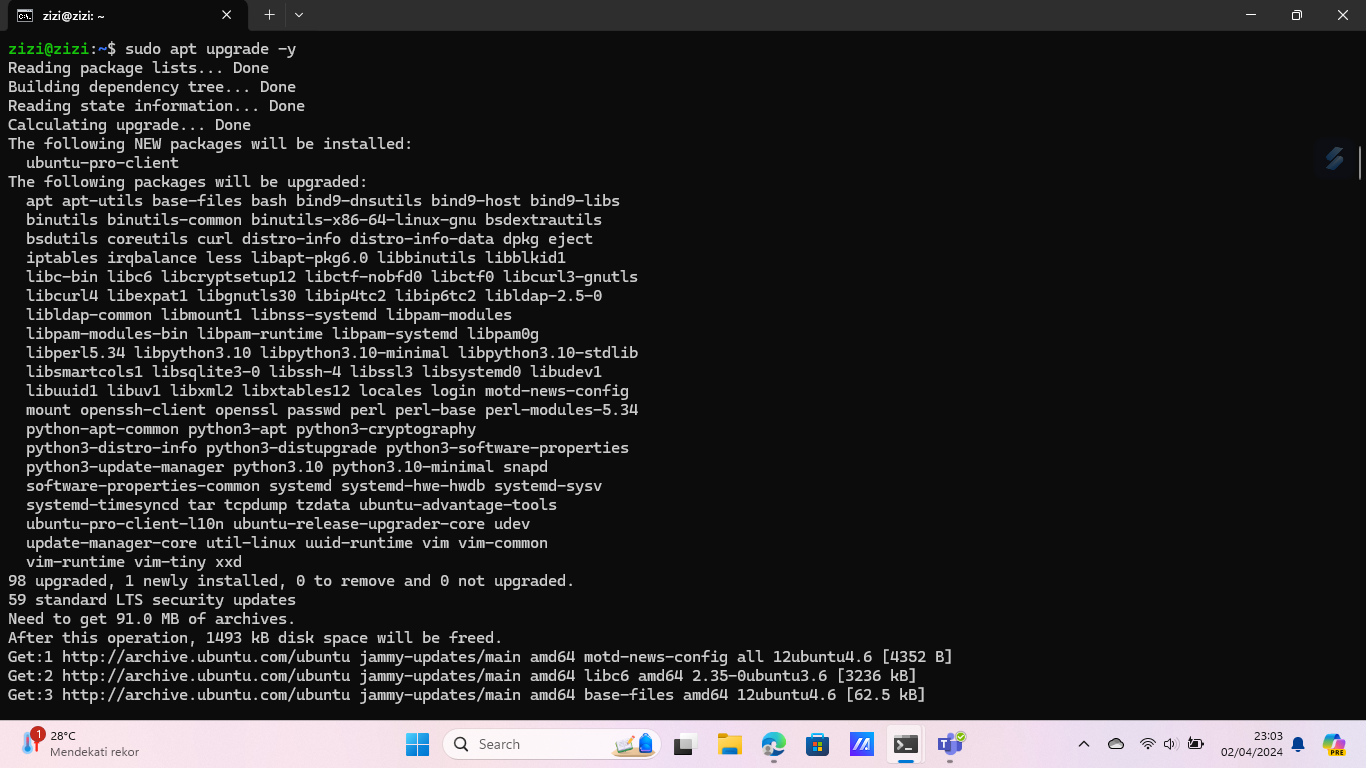 zizi@zizi: ~
zizi@zizi:~$ sudo apt upgrade -y
Reading package lists... Done
Building dependency tree... Done
Reading state information... Done
Calculating upgrade... Done
The following NEW packages will be installed:
  ubuntu-pro-client
The following packages will be upgraded:
  apt apt-utils base-files bash bind9-dnsutils bind9-host bind9-libs
  binutils binutils-common binutils-x86-64-linux-gnu bsdextrautils
  bsdutils coreutils curl distro-info distro-info-data dpkg eject
  iptables irqbalance less libapt-pkg6.0 libbinutils libblkid1
  libc-bin libc6 libcryptsetup12 libctf-nobfd0 libctf0 libcurl3-gnutls
  libcurl4 libexpat1 libgnutls30 libip4tc2 libip6tc2 libldap-2.5-0
  libldap-common libmount1 libnss-systemd libpam-modules
  libpam-modules-bin libpam-runtime libpam-systemd libpam0g
  libperl5.34 libpython3.10 libpython3.10-minimal libpython3.10-stdlib
  libsmartcols1 libsqlite3-0 libssh-4 libssl3 libsystemd0 libudev1
  libuuid1 libuv1 libxml2 libxtables12 locales login motd-news-config
  mount openssh-client openssl passwd perl perl-base perl-modules-5.34
  python-apt-common python3-apt python3-cryptography
  python3-distro-info python3-distupgrade python3-software-properties
  python3-update-manager python3.10 python3.10-minimal snapd
  software-properties-common systemd systemd-hwe-hwdb systemd-sysv
  systemd-timesyncd tar tcpdump tzdata ubuntu-advantage-tools
  ubuntu-pro-client-l10n ubuntu-release-upgrader-core udev
  update-manager-core util-linux uuid-runtime vim vim-common
  vim-runtime vim-tiny xxd
98 upgraded, 1 newly installed, 0 to remove and 0 not upgraded.
59 standard LTS security updates
Need to get 91.0 MB of archives.
After this operation, 1493 kB disk space will be freed.
Get:1 http://archive.ubuntu.com/ubuntu jammy-updates/main amd64 motd-news-config all 12ubuntu4.6 [4352 B]
Get:2 http://archive.ubuntu.com/ubuntu jammy-updates/main amd64 libc6 amd64 2.35-0ubuntu3.6 [3236 kB]
Get:3 http://archive.ubuntu.com/ubuntu jammy-updates/main amd64 base-files amd64 12ubuntu4.6 [62.5 kB]
1
28°C
Mendekati rekor
Search
23:03
02/04/2024
PRE